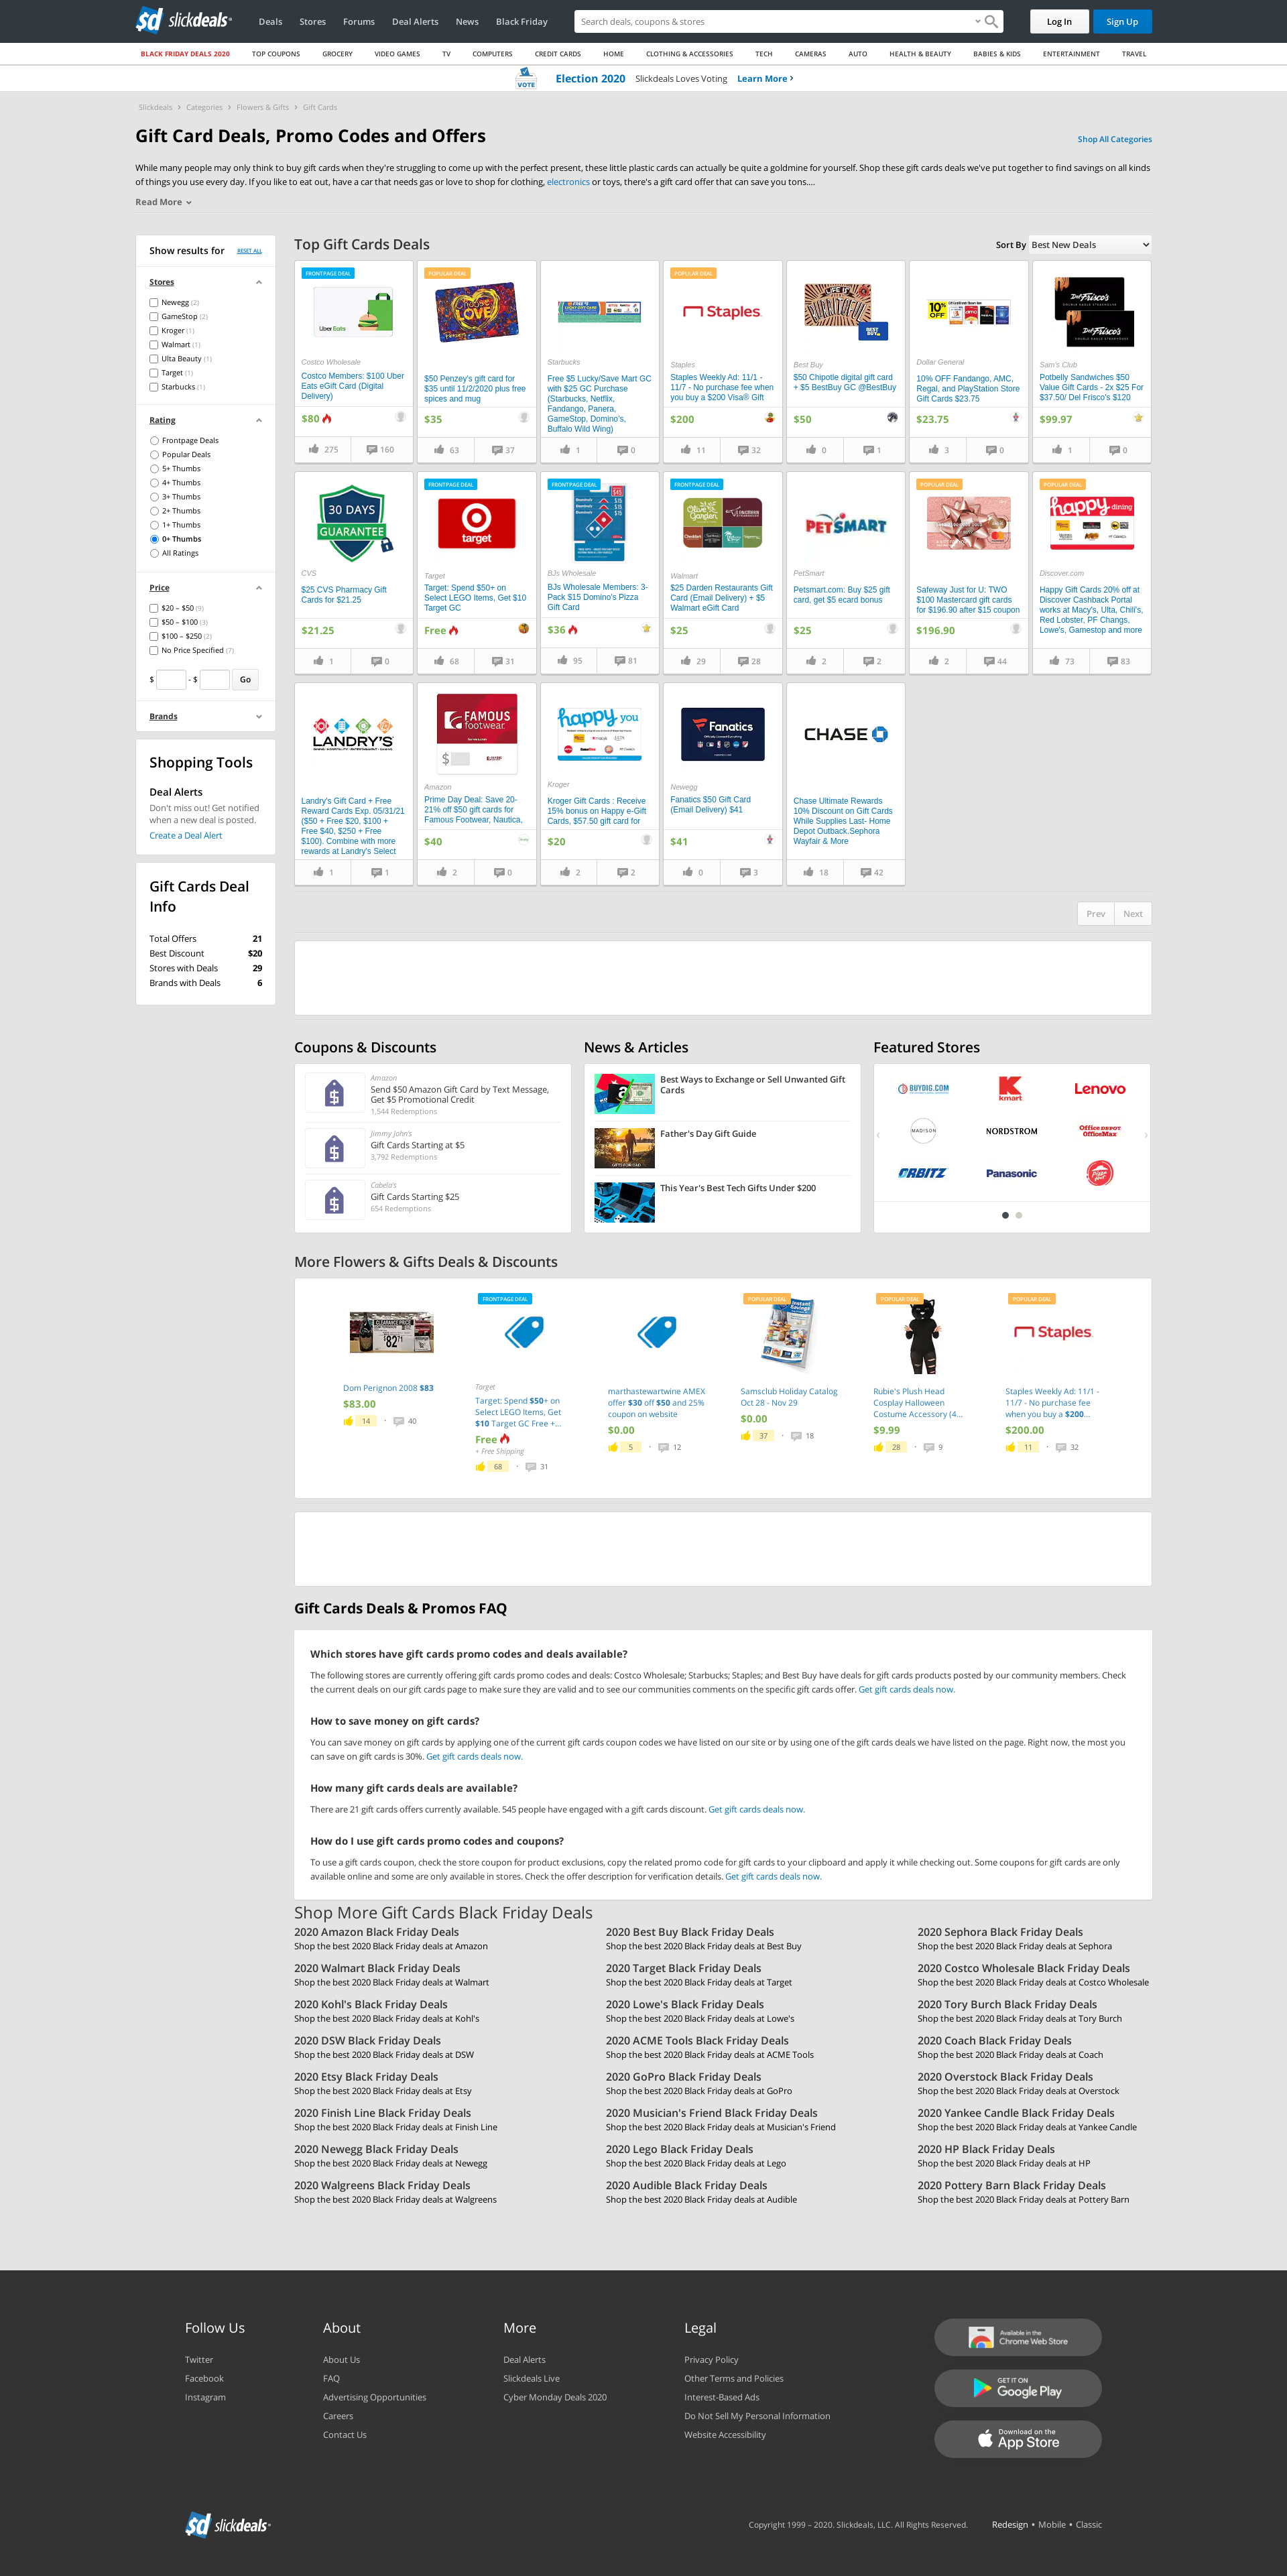 slickdeals
Deals
Stores
Forums
Deal Alerts
News
Black Friday
Search deals, coupons & stores
Log In
Sign Up
BLACK FRIDAY DEALS 2020
TOP COUPONS
GROCERY
VIDEO GAMES
TV
COMPUTERS
CREDIT CARDS
HOME
CLOTHING & ACCESSORIES
TECH
CAMERAS
AUTO
HEALTH & BEAUTY
BABIES & KIDS
ENTERTAINMENT
TRAVEL
VOTE
Election 2020 Slickdeals Loves Voting Learn More
Slickdeals > Categories > Flowers & Gifts > Gift Cards
Gift Card Deals, Promo Codes and Offers
Shop All Categories
While many people may only think to buy gift cards when they're struggling to come up with the perfect present, these little plastic cards can actually be quite a goldmine for yourself. Shop these gift cards deals we've put together to find savings on all kinds
of things you use every day. If you like to eat out, have a car that needs gas or love to shop for clothing, electronics or toys, there's a gift card offer that can save you tons....
Read More
Show results for RESET ALL
Stores
Newegg (2)
GameStop (2)
Kroger (1)
Walmart (1)
Ulta Beauty (1)
Target (1)
Starbucks (1)
Rating
Frontpage Deals
Popular Deals
5+ Thumbs
4+ Thumbs
3+ Thumbs
2+ Thumbs
1+ Thumbs
0+ Thumbs
All Ratings
Price
$20 – $50 (9)
$50 – $100 (3)
$100 – $250 (2)
No Price Specified (7)
$ - $ Go
Brands
Shopping Tools
Deal Alerts
Don't miss out! Get notified
when a new deal is posted.
Create a Deal Alert
Gift Cards Deal
Info
Total Offers 21
Best Discount $20
Stores with Deals 29
Brands with Deals 6
Top Gift Cards Deals
Sort By Best New Deals
FRONTPAGE DEAL
Uber Eats
Costco Wholesale
Costco Members: $100 Uber
Eats eGift Card (Digital
Delivery)
$80
275 160
POPULAR DEAL
CHOOSE
LOVE
$50 Penzey's gift card for
$35 until 11/2/2020 plus free
spices and mug
$35
63 37
Starbucks
Free $5 Lucky/Save Mart GC
with $25 GC Purchase
(Starbucks, Netflix,
Fandango, Panera,
GameStop, Domino's,
Buffalo Wild Wing)
1 0
POPULAR DEAL
Staples
Staples
Staples Weekly Ad: 11/1 -
11/7 - No purchase fee when
you buy a $200 Visa® Gift
$200
11 32
BEST BUY
Best Buy
$50 Chipotle digital gift card
+ $5 BestBuy GC @BestBuy
$50
0 1
10% OFF
Dollar General
10% OFF Fandango, AMC,
Regal, and PlayStation Store
Gift Cards $23.75
$23.75
3 0
Del Frisco's
Del Frisco's
Sam's Club
Potbelly Sandwiches $50
Value Gift Cards - 2x $25 For
$37.50/ Del Frisco's $120
$99.97
1 0
30 DAYS
GUARANTEE
CVS
$25 CVS Pharmacy Gift
Cards for $21.25
$21.25
1 0
FRONTPAGE DEAL
target
Target
Target: Spend $50+ on
Select LEGO Items, Get $10
Target GC
Free
68 31
FRONTPAGE DEAL
$45
BJs Wholesale
BJs Wholesale Members: 3-
Pack $15 Domino's Pizza
Gift Card
$36
95 81
FRONTPAGE DEAL
Olive Garden
Walmart
$25 Darden Restaurants Gift
Card (Email Delivery) + $5
Walmart eGift Card
$25
29 28
PETSMART
PetSmart
Petsmart.com: Buy $25 gift
card, get $5 ecard bonus
$25
2 2
POPULAR DEAL
Safeway Just for U: TWO
$100 Mastercard gift cards
for $196.90 after $15 coupon
$196.90
2 44
POPULAR DEAL
happy dining
Discover.com
Happy Gift Cards 20% off at
Discover Cashback Portal
works at Macy's, Ulta, Chili's,
Red Lobster, PF Changs,
Lowe's, Gamestop and more
73 83
LANDRY'S
Landry's Gift Card + Free
Reward Cards Exp. 05/31/21
($50 + Free $20, $100 +
Free $40, $250 + Free
$100). Combine with more
rewards at Landry's Select
1 1
FAMOUS
footwear
$
Amazon
Prime Day Deal: Save 20-
21% off $50 gift cards for
Famous Footwear, Nautica,
$40
2 0
happy you
Kroger
Kroger Gift Cards : Receive
15% bonus on Happy e-Gift
Cards, $57.50 gift card for
$20
2 2
Fanatics
Newegg
Fanatics $50 Gift Card
(Email Delivery) $41
$41
0 3
CHASE
Chase Ultimate Rewards
10% Discount on Gift Cards
While Supplies Last- Home
Depot Outback.Sephora
Wayfair & More
18 42
Prev Next
Coupons & Discounts
Amazon
Send $50 Amazon Gift Card by Text Message,
Get $5 Promotional Credit
1,544 Redemptions
Jimmy John's
Gift Cards Starting at $5
3,792 Redemptions
Cabela's
Gift Cards Starting $25
654 Redemptions
News & Articles
Best Ways to Exchange or Sell Unwanted Gift
Cards
Father's Day Gift Guide
This Year's Best Tech Gifts Under $200
Featured Stores
BUYDIG.COM
kmart
Lenovo
MADISON
NORDSTROM
Office DEPOT
OfficeMax
ORBITZ
Panasonic
More Flowers & Gifts Deals & Discounts
Dom Perignon 2008 $83
$83.00
14 • 40
FRONTPAGE DEAL
Target
Target: Spend $50+ on
Select LEGO Items, Get
$10 Target GC Free +...
Free
+ Free Shipping
68 • 31
marthastewartwine AMEX
offer $30 off $50 and 25%
coupon on website
$0.00
5 • 12
POPULAR DEAL
Samsclub Holiday Catalog
Oct 28 - Nov 29
$0.00
37 • 18
POPULAR DEAL
Rubie's Plush Head
Cosplay Halloween
Costume Accessory (4...
$9.99
28 • 9
POPULAR DEAL
Staples
Staples Weekly Ad: 11/1 -
11/7 - No purchase fee
when you buy a $200...
$200.00
11 • 32
Gift Cards Deals & Promos FAQ
Which stores have gift cards promo codes and deals available?
The following stores are currently offering gift cards promo codes and deals: Costco Wholesale; Starbucks; Staples; and Best Buy have deals for gift cards products posted by our community members. Check
the current deals on our gift cards page to make sure they are valid and to see our communities comments on the specific gift cards offer. Get gift cards deals now.
How to save money on gift cards?
You can save money on gift cards by applying one of the current gift cards coupon codes we have listed on our site or by using one of the gift cards deals we have listed on the page. Right now, the most you
can save on gift cards is 30%. Get gift cards deals now.
How many gift cards deals are available?
There are 21 gift cards offers currently available. 545 people have engaged with a gift cards discount. Get gift cards deals now.
How do I use gift cards promo codes and coupons?
To use a gift cards coupon, check the store coupon for product exclusions, copy the related promo code for gift cards to your clipboard and apply it while checking out. Some coupons for gift cards are only
available online and some are only available in stores. Check the offer description for verification details. Get gift cards deals now.
Shop More Gift Cards Black Friday Deals
2020 Amazon Black Friday Deals
Shop the best 2020 Black Friday deals at Amazon
2020 Best Buy Black Friday Deals
Shop the best 2020 Black Friday deals at Best Buy
2020 Sephora Black Friday Deals
Shop the best 2020 Black Friday deals at Sephora
2020 Walmart Black Friday Deals
Shop the best 2020 Black Friday deals at Walmart
2020 Target Black Friday Deals
Shop the best 2020 Black Friday deals at Target
2020 Costco Wholesale Black Friday Deals
Shop the best 2020 Black Friday deals at Costco Wholesale
2020 Kohl's Black Friday Deals
Shop the best 2020 Black Friday deals at Kohl's
2020 Lowe's Black Friday Deals
Shop the best 2020 Black Friday deals at Lowe's
2020 Tory Burch Black Friday Deals
Shop the best 2020 Black Friday deals at Tory Burch
2020 DSW Black Friday Deals
Shop the best 2020 Black Friday deals at DSW
2020 ACME Tools Black Friday Deals
Shop the best 2020 Black Friday deals at ACME Tools
2020 Coach Black Friday Deals
Shop the best 2020 Black Friday deals at Coach
2020 Etsy Black Friday Deals
Shop the best 2020 Black Friday deals at Etsy
2020 GoPro Black Friday Deals
Shop the best 2020 Black Friday deals at GoPro
2020 Overstock Black Friday Deals
Shop the best 2020 Black Friday deals at Overstock
2020 Finish Line Black Friday Deals
Shop the best 2020 Black Friday deals at Finish Line
2020 Musician's Friend Black Friday Deals
Shop the best 2020 Black Friday deals at Musician's Friend
2020 Yankee Candle Black Friday Deals
Shop the best 2020 Black Friday deals at Yankee Candle
2020 Newegg Black Friday Deals
Shop the best 2020 Black Friday deals at Newegg
2020 Lego Black Friday Deals
Shop the best 2020 Black Friday deals at Lego
2020 HP Black Friday Deals
Shop the best 2020 Black Friday deals at HP
2020 Walgreens Black Friday Deals
Shop the best 2020 Black Friday deals at Walgreens
2020 Audible Black Friday Deals
Shop the best 2020 Black Friday deals at Audible
2020 Pottery Barn Black Friday Deals
Shop the best 2020 Black Friday deals at Pottery Barn
Follow Us
Twitter
Facebook
Instagram
About
About Us
FAQ
Advertising Opportunities
Careers
Contact Us
More
Deal Alerts
Slickdeals Live
Cyber Monday Deals 2020
Legal
Privacy Policy
Other Terms and Policies
Interest-Based Ads
Do Not Sell My Personal Information
Website Accessibility
Available in the
Chrome Web Store
GET IT ON
Google Play
Download on the
App Store
slickdeals
Copyright 1999 – 2020. Slickdeals, LLC. All Rights Reserved.
Redesign • Mobile • Classic